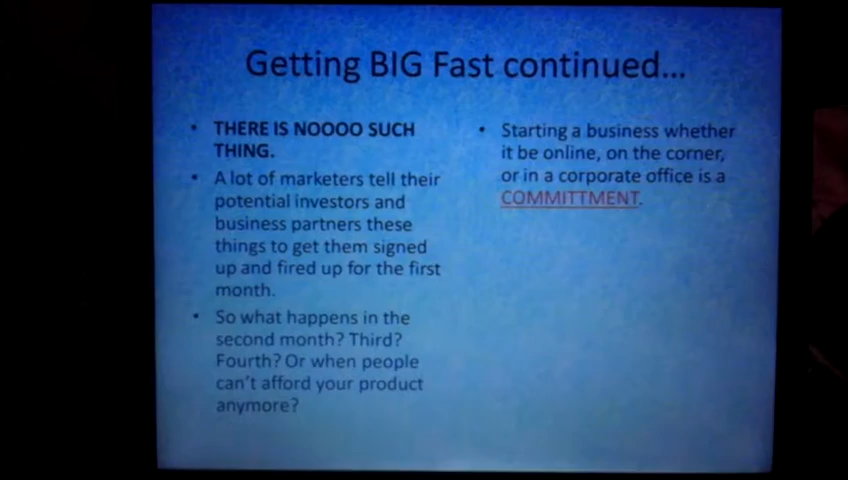 Getting BIG Fast continued…
• THERE IS NOOOO SUCH
THING.
• A lot of marketers tell their
potential investors and
business partners these
things to get them signed
up and fired up for the first
month.
• So what happens in the
second month? Third?
Fourth? Or when people
can't afford your product
anymore?
• Starting a business whether
it be online, on the corner,
or in a corporate office is a
COMMITTMENT.